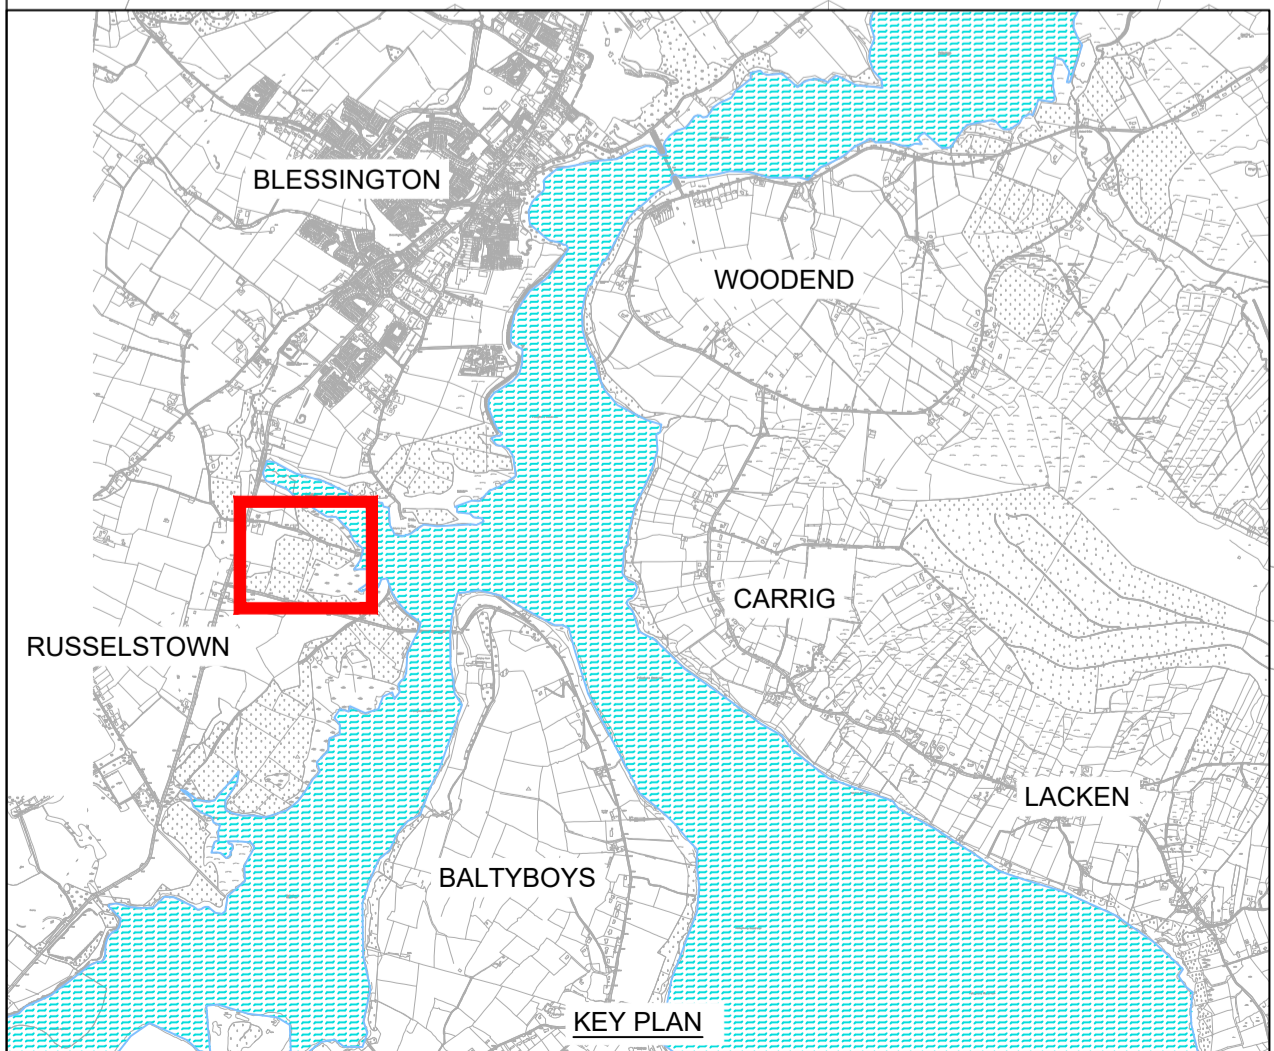 BLESSINGTON
WOODEND
CARRIG
RUSSELSTOWN
LACKEN
BALTYBOYS
KEY PLAN